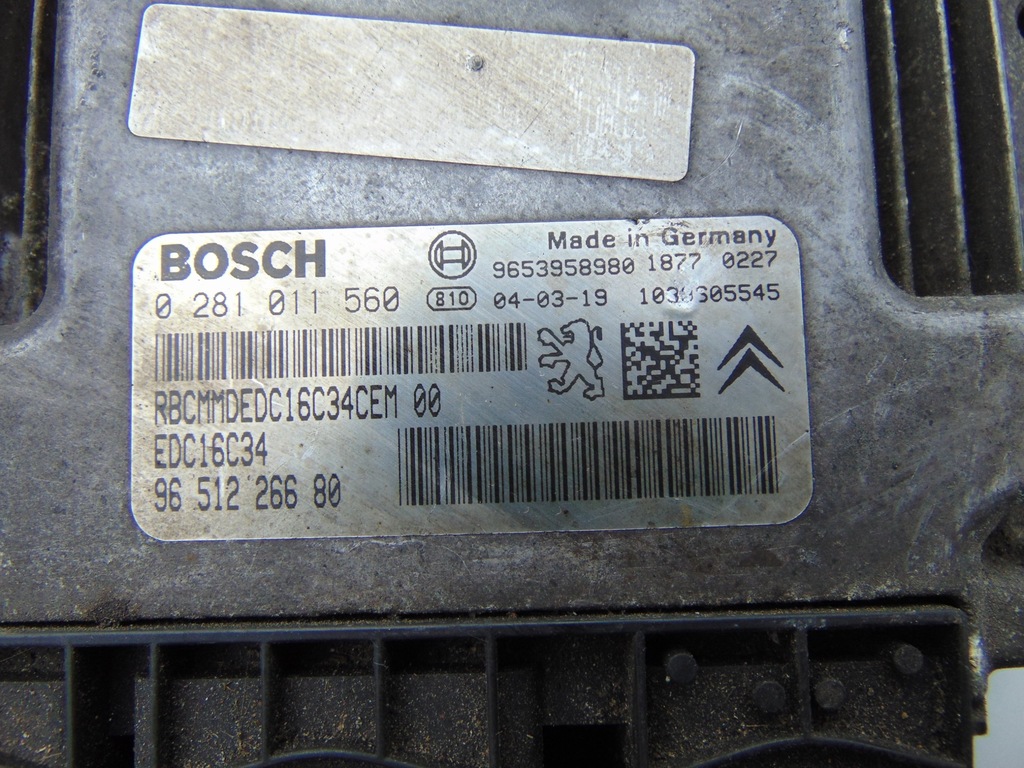 BOSCH Made in Germany
9653958980 1877 0227
0 281 011 560 810 04-03-19
RBCMMDEDC16C34CEM 00
EDC16C34
96 512 266 80